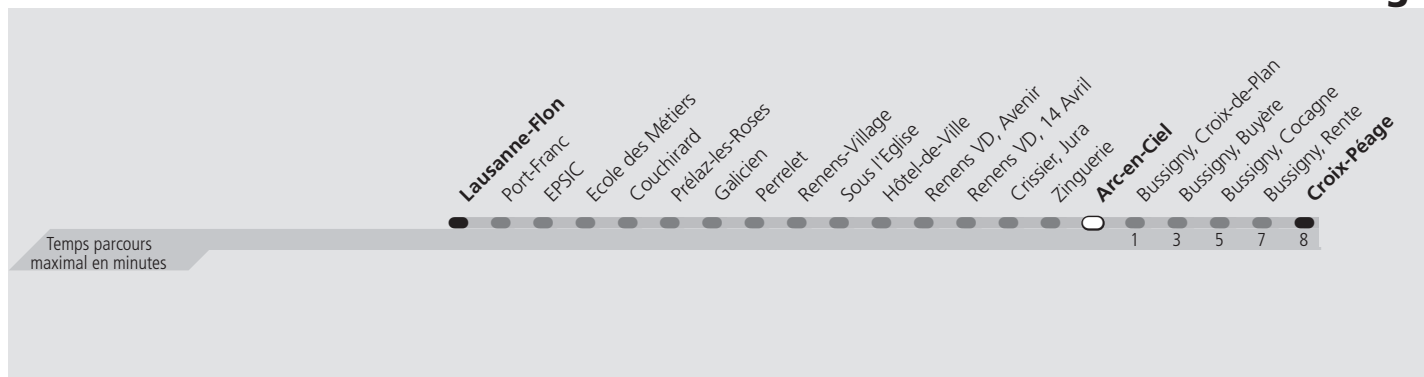 Lausanne-Flon
Port-Franc
EPSIC
Ecole des Métiers
Couchirard
Prélaz-les-Roses
Galicien
Perrelet
Renens-Village
Sous l'Eglise
Hôtel-de-Ville
Renens VD, Avenir
Renens VD, 14 Avril
Crissier, Jura
Zinguerie
Arc-en-Ciel
Bussigny, Croix-de-Plan
Bussigny, Buyère
Bussigny, Cocagne
Bussigny, Rente
Croix-Péage
Temps parcours
maximal en minutes
1 3 5 7 8